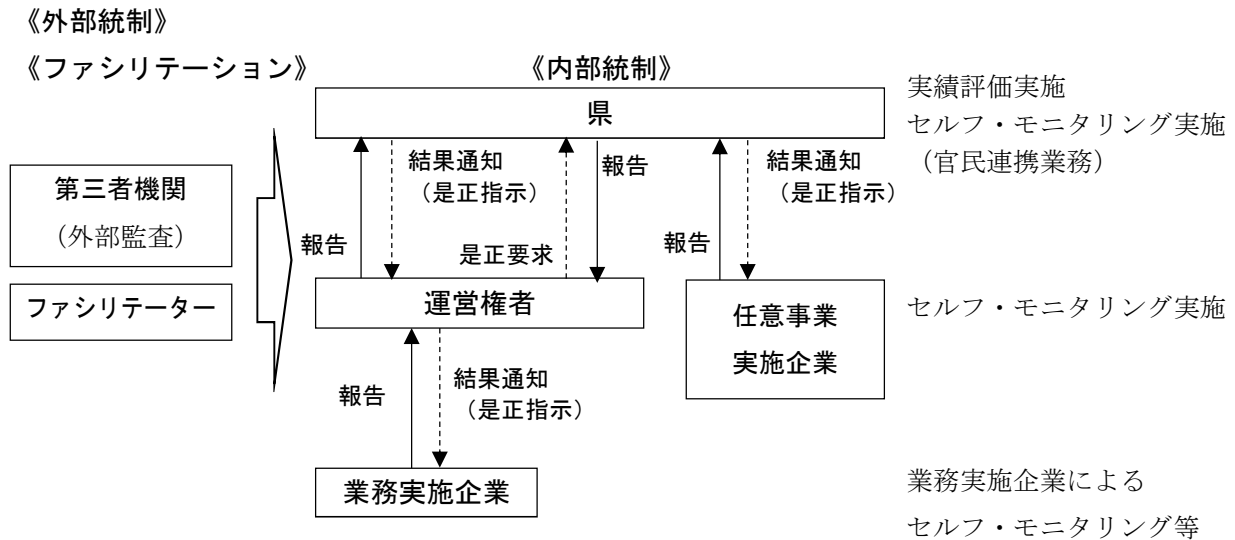 《外部統制》
《ファシリテーション》
《内部統制》
県
実績評価実施
セルフ・モニタリング実施
（官民連携業務）
第三者機関
（外部監査）
ファシリテーター
報告
結果通知
（是正指示）
是正要求
報告
報告
結果通知
（是正指示）
運営権者
任意事業
実施企業
セルフ・モニタリング実施
報告
結果通知
（是正指示）
業務実施企業
業務実施企業による
セルフ・モニタリング等